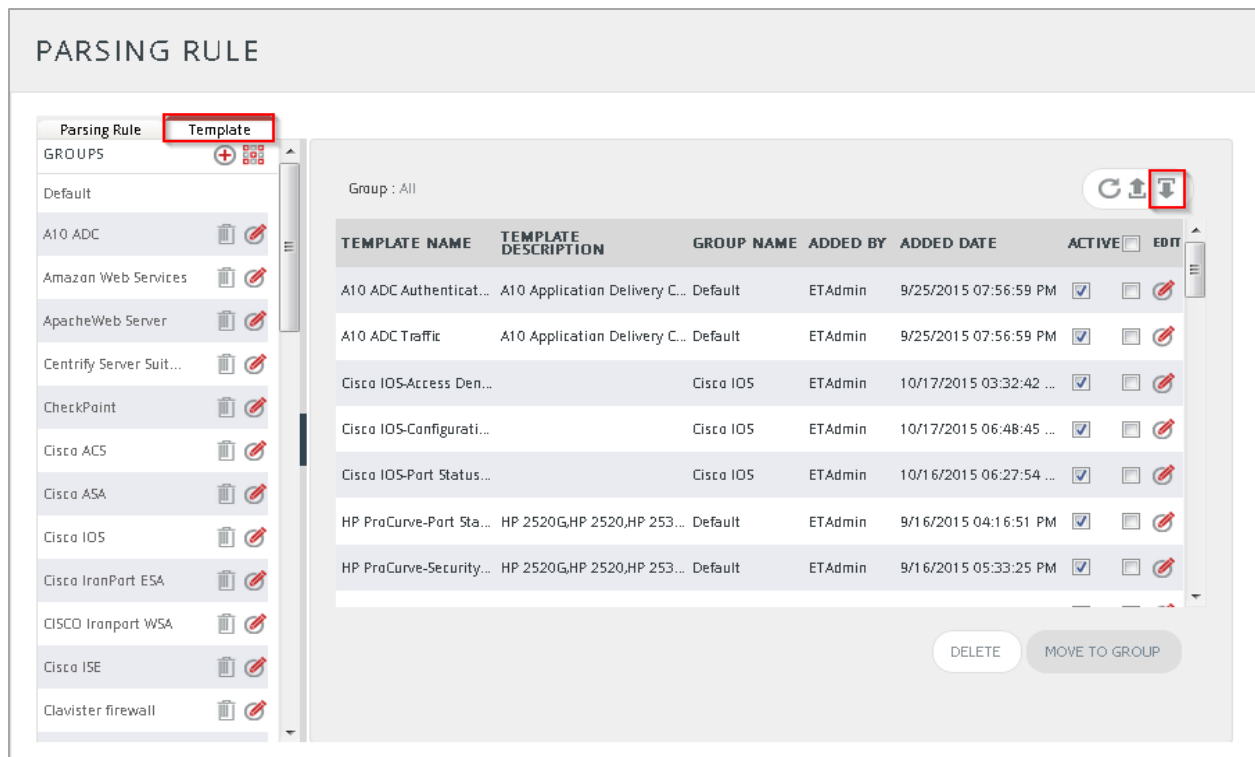 PARSING RULE
Parsing Rule Template
GROUPS
Default
A10 ADC
Amazon Web Services
ApacheWeb Server
Centrify Server Suit...
CheckPoint
Cisco ACS
Cisco ASA
Cisco IOS
Cisco IronPort ESA
CISCO Ironport WSA
Cisco ISE
Clavister firewall
Group : All
TEMPLATE NAME TEMPLATE DESCRIPTION GROUP NAME ADDED BY ADDED DATE ACTIVE EDIT
A10 ADC Authenticat... A10 Application Delivery C... Default ETAdmin 9/25/2015 07:56:59 PM
A10 ADC Traffic A10 Application Delivery C... Default ETAdmin 9/25/2015 07:56:59 PM
Cisco IOS-Access Den... Cisco IOS ETAdmin 10/17/2015 03:32:42 ...
Cisco IOS-Configurati... Cisco IOS ETAdmin 10/17/2015 06:48:45 ...
Cisco IOS-Port Status... Cisco IOS ETAdmin 10/16/2015 06:27:54 ...
HP ProCurve-Port Sta... HP 2520G,HP 2520,HP 253... Default ETAdmin 9/16/2015 04:16:51 PM
HP ProCurve-Security... HP 2520G,HP 2520,HP 253... Default ETAdmin 9/16/2015 05:33:25 PM
DELETE MOVE TO GROUP